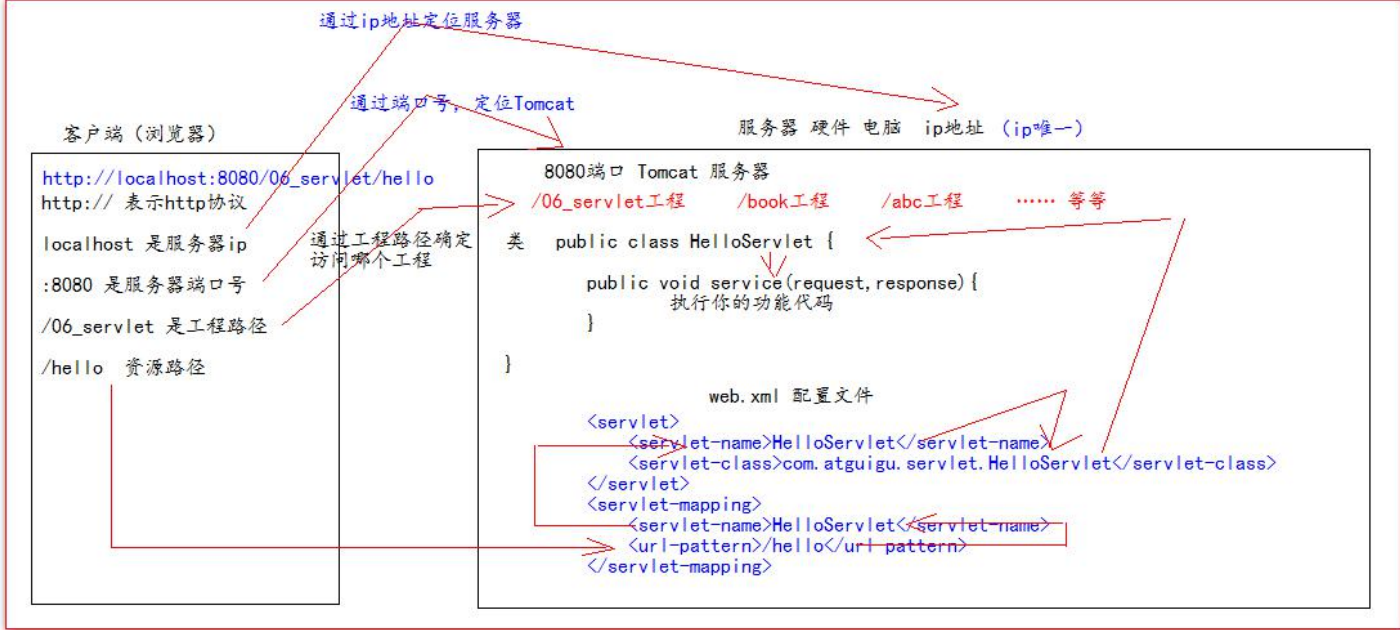 通过ip地址定位服务器
通过端口号，定位Tomcat
客户端（浏览器）
服务器 硬件 电脑 ip地址 （ip唯一）
http://localhost:8080/06_servlet/hello
http:// 表示http协议
localhost 是服务器ip
:8080 是服务器端口号
/06_servlet 是工程路径
/hello 资源路径
通过工程路径确定
访问哪个工程
8080端口 Tomcat 服务器
/06_servlet工程 /book工程 /abc工程 …… 等等
类 public class HelloServlet {
public void service(request,response){
执行你的功能代码
}
}
web.xml 配置文件
<servlet>
<servlet-name>HelloServlet</servlet-name>
<servlet-class>com.atguigu.servlet.HelloServlet</servlet-class>
</servlet>
<servlet-mapping>
<servlet-name>HelloServlet</servlet-name>
<url-pattern>/hello</url-pattern>
</servlet-mapping>